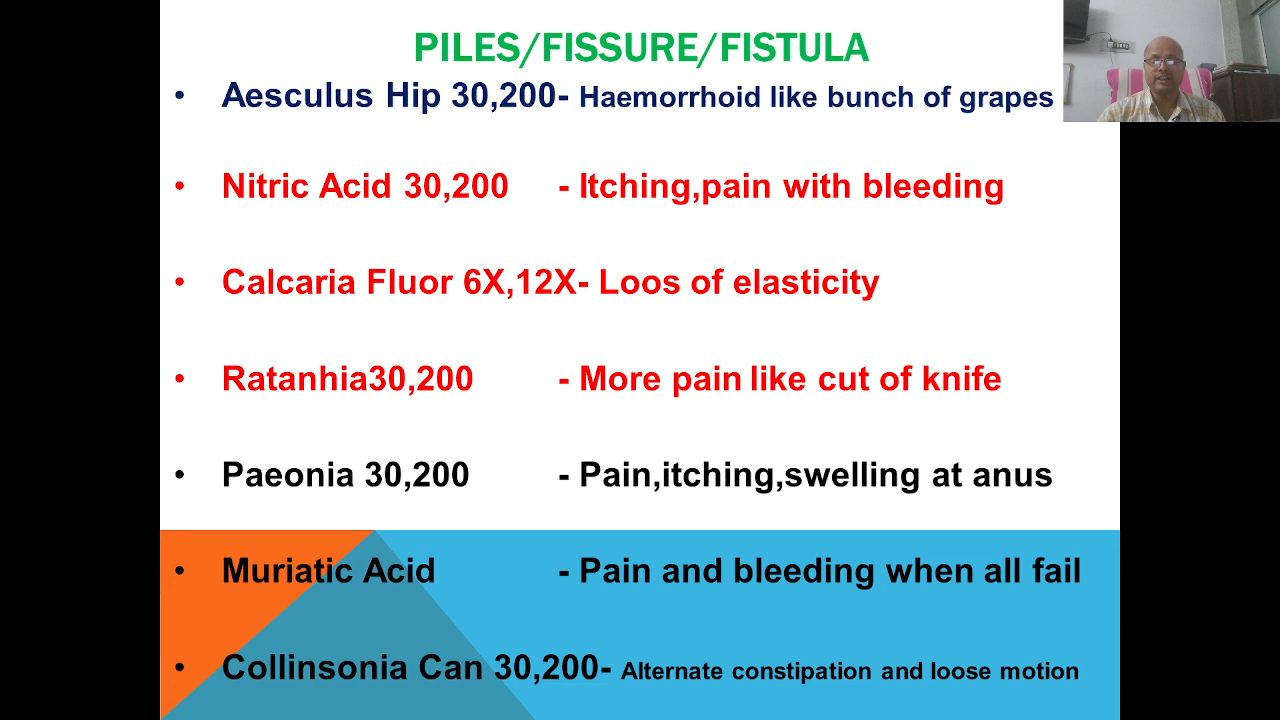 PILES/FISSURE/FISTULA
• Aesculus Hip 30,200- Haemorrhoid like bunch of grapes
• Nitric Acid 30,200 - Itching,pain with bleeding
• Calcaria Fluor 6X,12X- Loos of elasticity
• Ratanhia30,200 - More pain like cut of knife
• Paeonia 30,200 - Pain,itching,swelling at anus
• Muriatic Acid - Pain and bleeding when all fail
• Collinsonia Can 30,200- Alternate constipation and loose motion